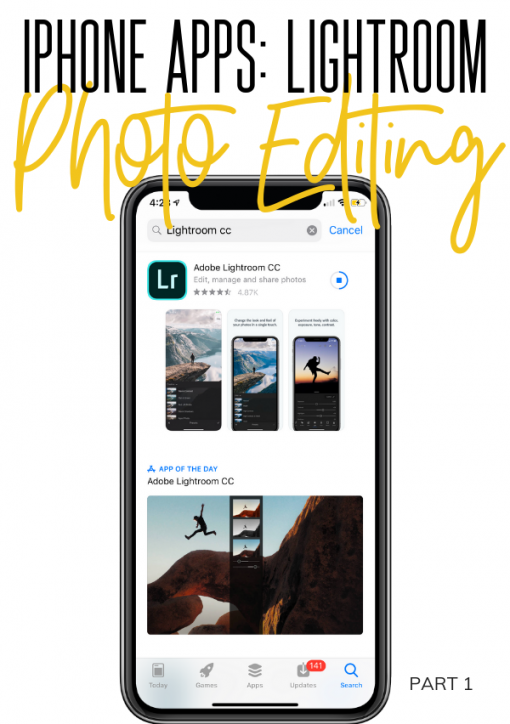 IPHONE APPS: LIGHTROOM
Photo Editing
4:23
Lightroom cc
Cancel
Lr
Adobe Lightroom CC
Edit, manage and share photos
4.87K
Change the look and feel of
your photos in a single touch.
Experiment freely with color,
exposure, tone, contrast.
APP OF THE DAY
Adobe Lightroom CC
Today
Games
Apps
141
Updates
Search
PART 1